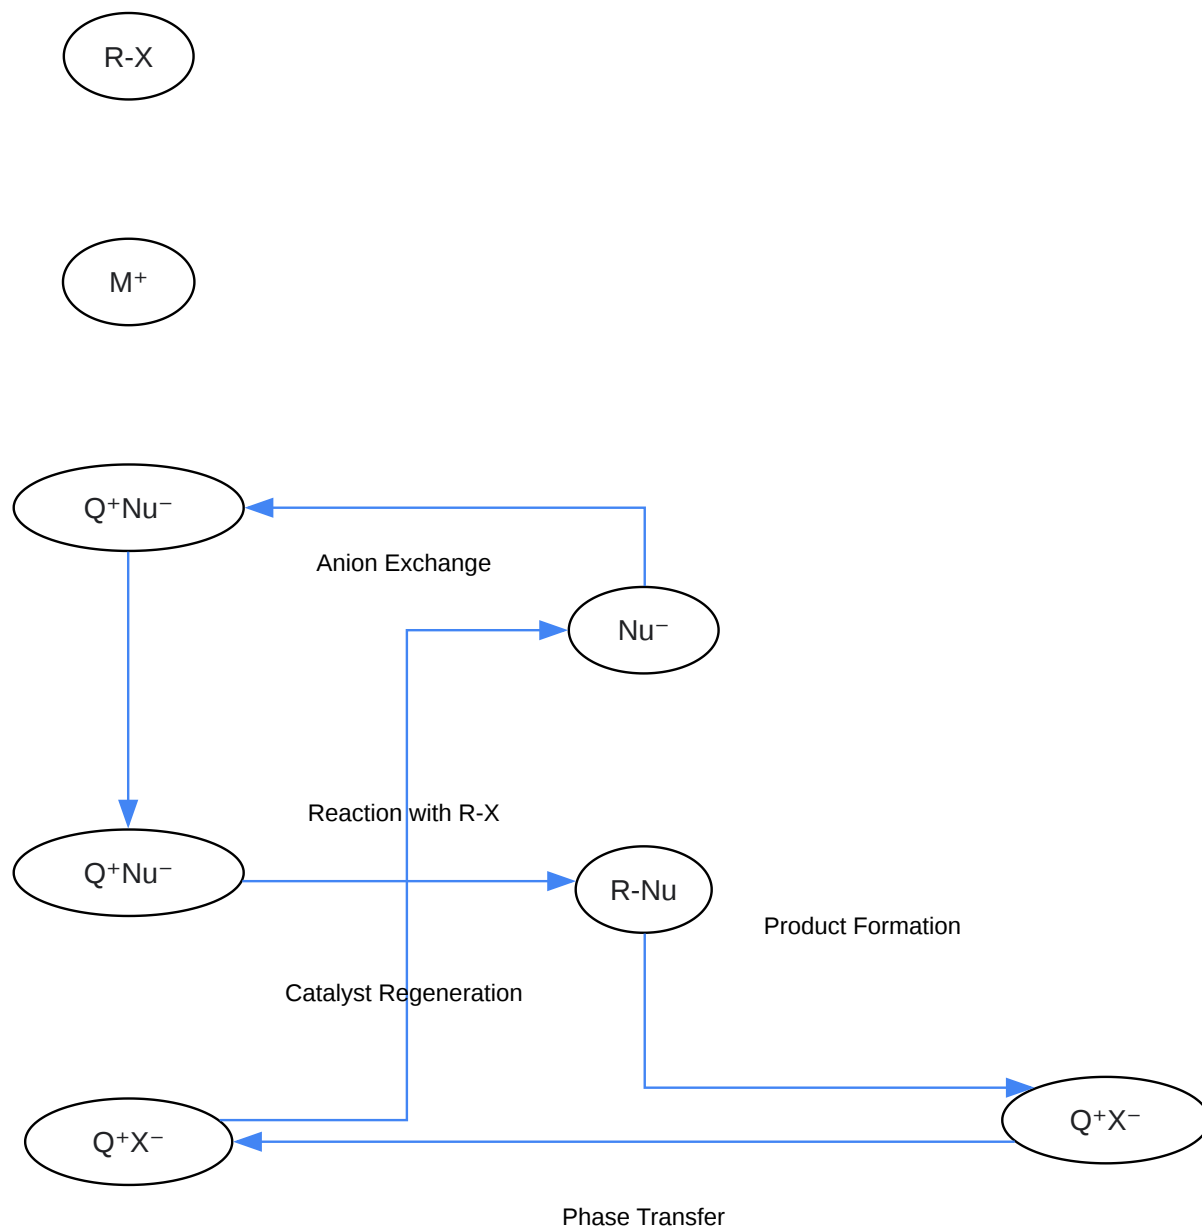 R-X
M⁺
Q⁺Nu⁻
Anion Exchange
Nu⁻
Reaction with R-X
Q⁺Nu⁻
R-Nu
Product Formation
Catalyst Regeneration
Q⁺X⁻
Q⁺X⁻
Phase Transfer